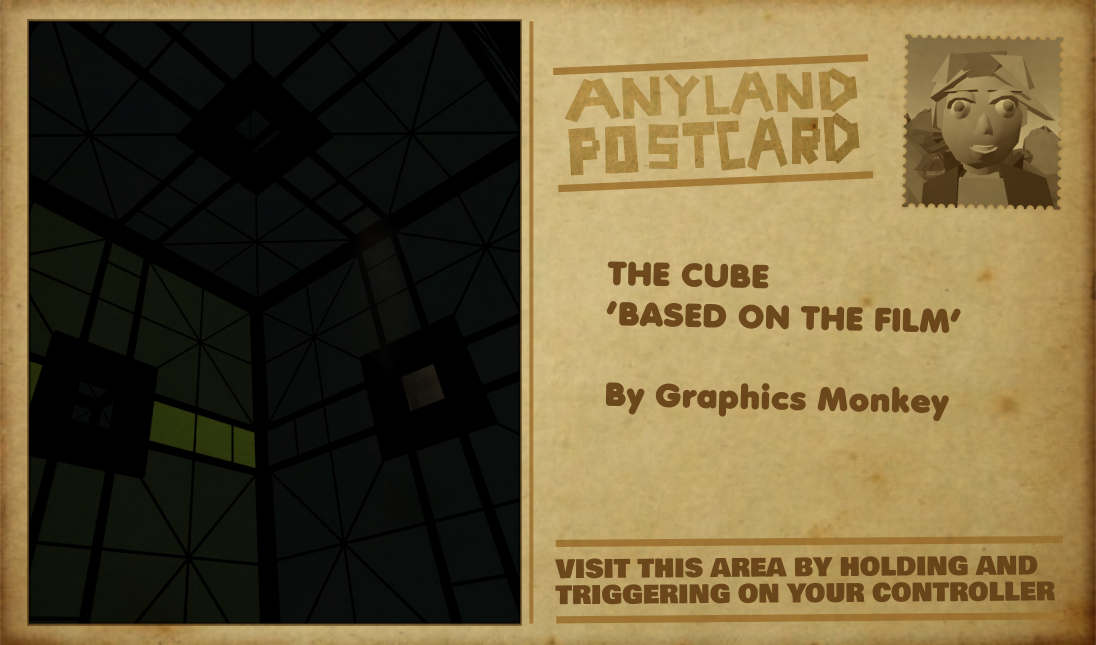 ANYLAND
POSTCARD
THE CUBE
'BASED ON THE FILM'
By Graphics Monkey
VISIT THIS AREA BY HOLDING AND
TRIGGERING ON YOUR CONTROLLER